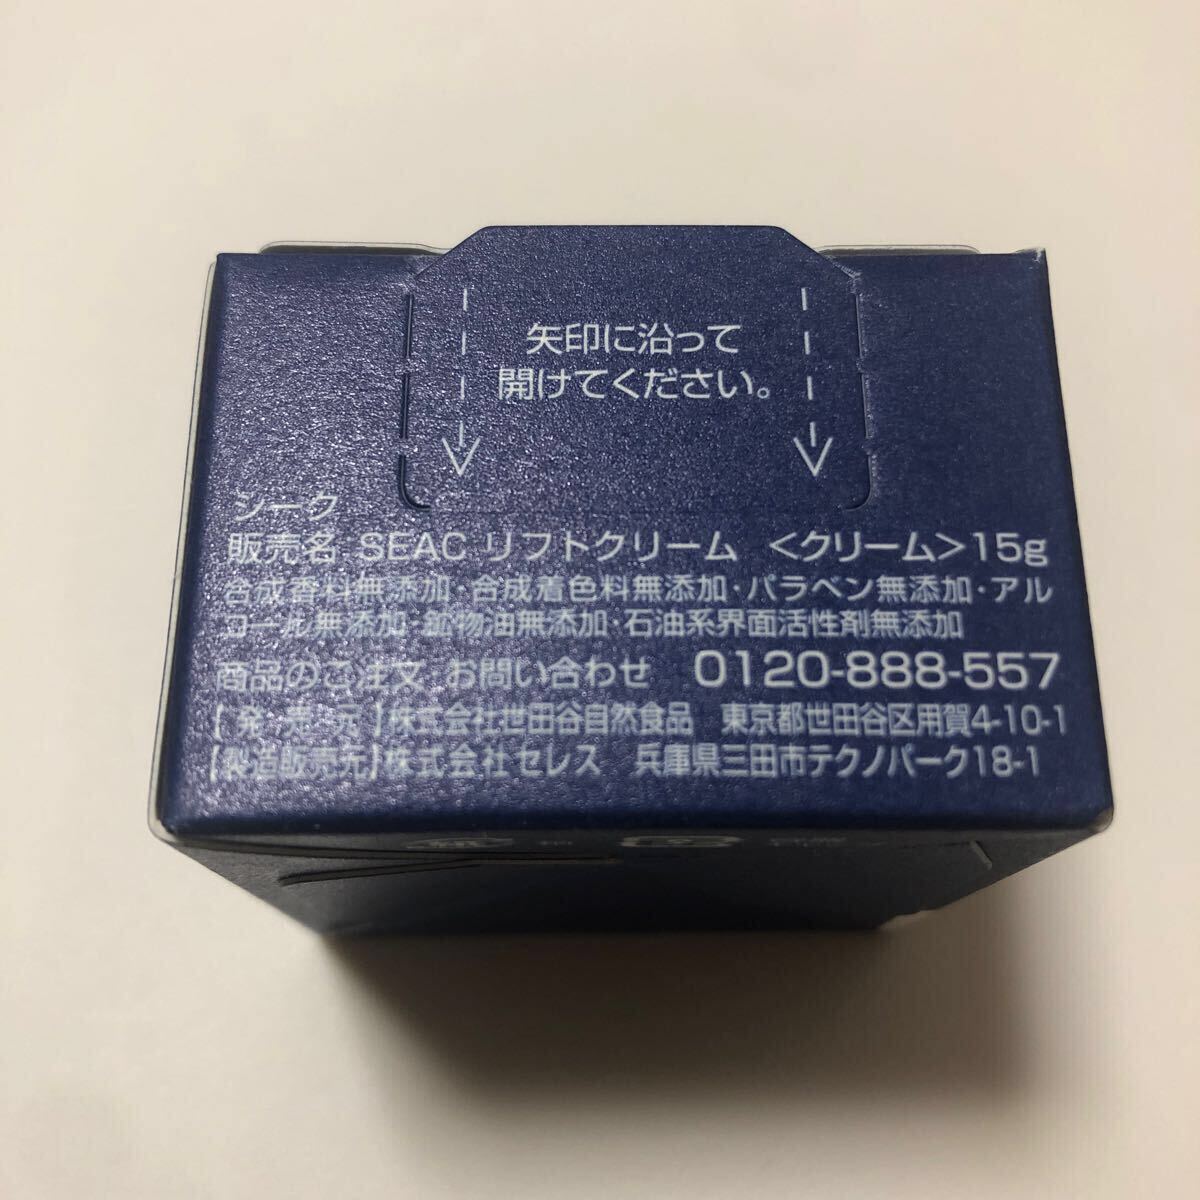 矢印に沿って
開けてください。
シーク
販売名 SEAC リフトクリーム <クリーム>15g
合成香料無添加・合成着色料無添加・パラベン無添加・アル
コール無添加・鉱物油無添加・石油系界面活性剤無添加
商品のご注文・お問い合わせ 0120-888-557
【発売元】株式会社世田谷自然食品 東京都世田谷区用賀4-10-1
【製造販売元】株式会社セレス 兵庫県三田市テクノパーク18-1